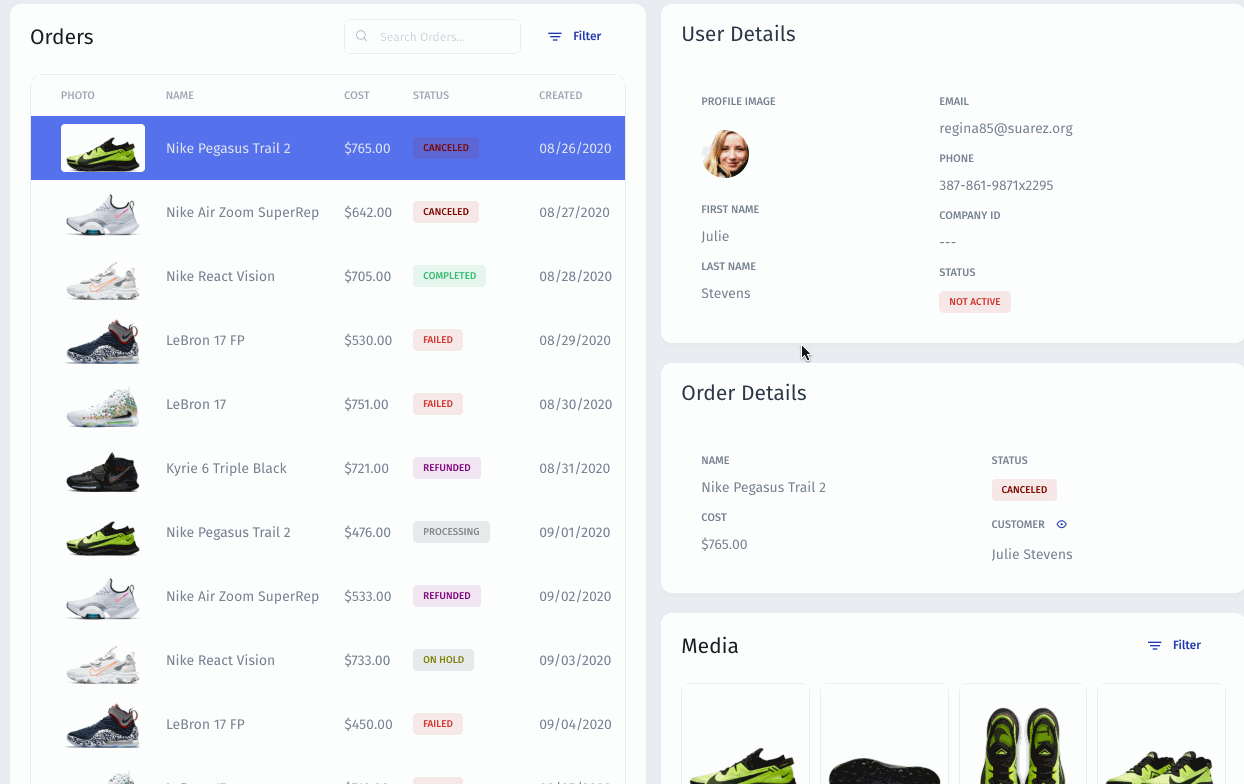 Orders
Search Orders...
Filter
PHOTO NAME COST STATUS CREATED
Nike Pegasus Trail 2 $765.00 CANCELED 08/26/2020
Nike Air Zoom SuperRep $642.00 CANCELED 08/27/2020
Nike React Vision $705.00 COMPLETED 08/28/2020
LeBron 17 FP $530.00 FAILED 08/29/2020
LeBron 17 $751.00 FAILED 08/30/2020
Kyrie 6 Triple Black $721.00 REFUNDED 08/31/2020
Nike Pegasus Trail 2 $476.00 PROCESSING 09/01/2020
Nike Air Zoom SuperRep $533.00 REFUNDED 09/02/2020
Nike React Vision $733.00 ON HOLD 09/03/2020
LeBron 17 FP $450.00 FAILED 09/04/2020
User Details
PROFILE IMAGE
FIRST NAME
Julie
LAST NAME
Stevens
EMAIL
regina85@suarez.org
PHONE
387-861-9871x2295
COMPANY ID
---
STATUS
NOT ACTIVE
Order Details
NAME
Nike Pegasus Trail 2
COST
$765.00
STATUS
CANCELED
CUSTOMER
Julie Stevens
Media
Filter